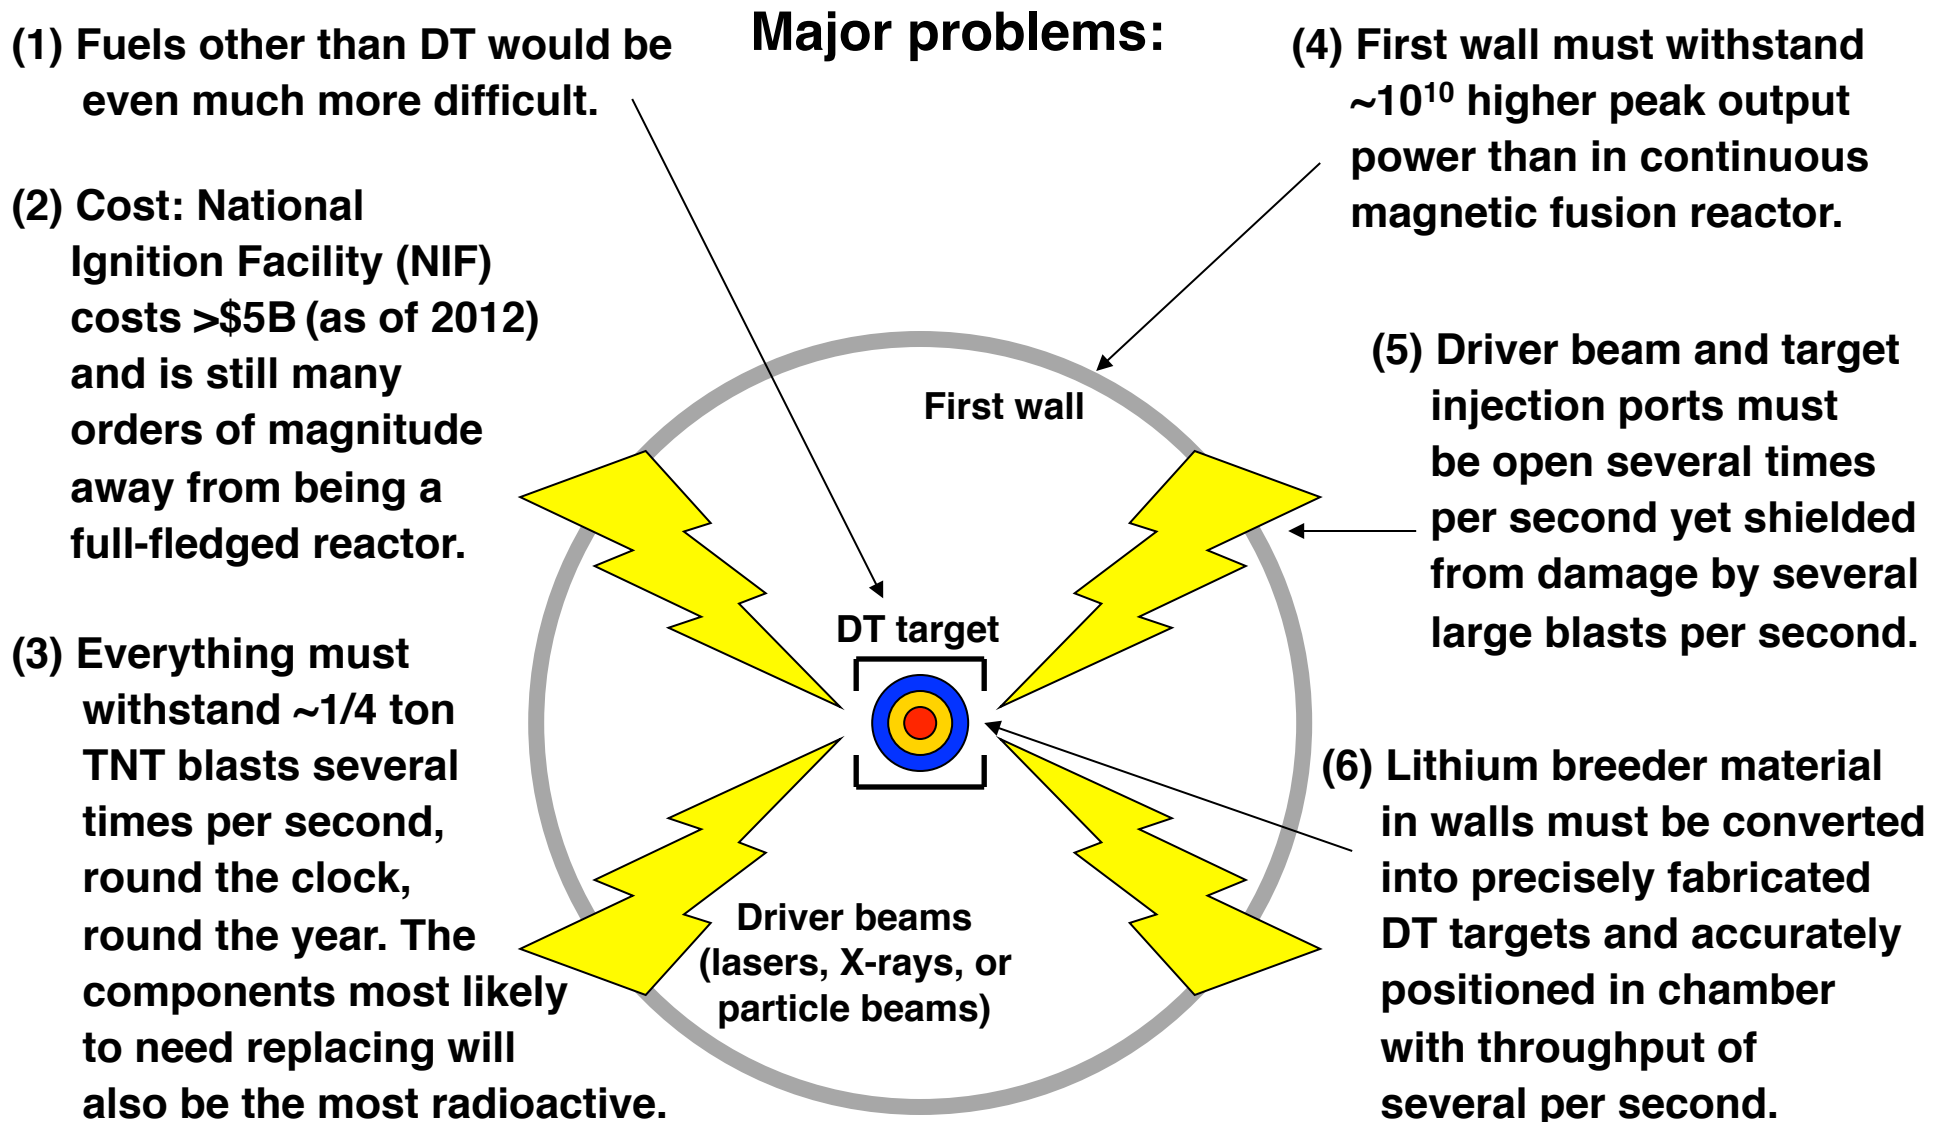 Major problems:
(1) Fuels other than DT would be
even much more difficult.
(2) Cost: National
Ignition Facility (NIF)
costs >$5B (as of 2012)
and is still many
orders of magnitude
away from being a
full-fledged reactor.
(3) Everything must
withstand ~1/4 ton
TNT blasts several
times per second,
round the clock,
round the year. The
components most likely
to need replacing will
also be the most radioactive.
(4) First wall must withstand
~10¹⁰ higher peak output
power than in continuous
magnetic fusion reactor.
(5) Driver beam and target
injection ports must
be open several times
per second yet shielded
from damage by several
large blasts per second.
(6) Lithium breeder material
in walls must be converted
into precisely fabricated
DT targets and accurately
positioned in chamber
with throughput of
several per second.
First wall
DT target
Driver beams
(lasers, X-rays, or
particle beams)